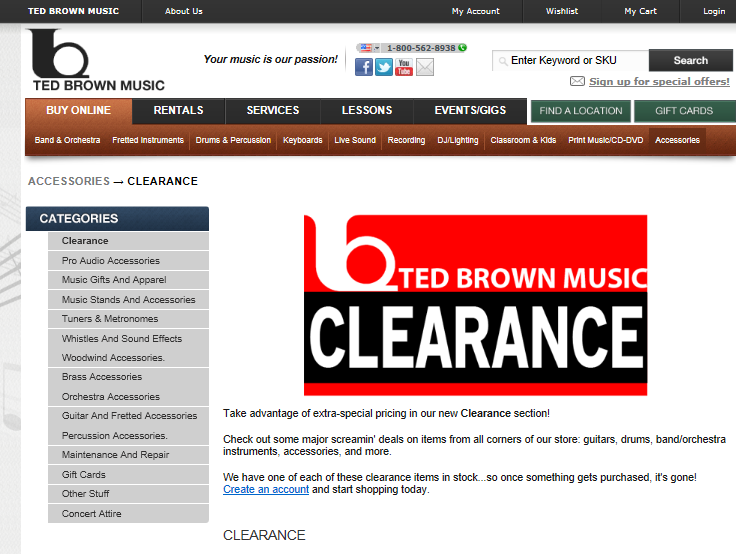 TED BROWN MUSIC About Us My Account Wishlist My Cart Login
TED BROWN MUSIC
Your music is our passion!
1-800-562-8938
You Tube
Enter Keyword or SKU Search
Sign up for special offers!
BUY ONLINE RENTALS SERVICES LESSONS EVENTS/GIGS FIND A LOCATION GIFT CARDS
Band & Orchestra Fretted Instruments Drums & Percussion Keyboards Live Sound Recording DJ/Lighting Classroom & Kids Print Music/CD-DVD Accessories
ACCESSORIES → CLEARANCE
CATEGORIES
Clearance
Pro Audio Accessories
Music Gifts And Apparel
Music Stands And Accessories
Tuners & Metronomes
Whistles And Sound Effects
Woodwind Accessories.
Brass Accessories
Orchestra Accessories
Guitar And Fretted Accessories
Percussion Accessories.
Maintenance And Repair
Gift Cards
Other Stuff
Concert Attire
TED BROWN MUSIC
CLEARANCE
Take advantage of extra-special pricing in our new Clearance section!
Check out some major screamin' deals on items from all corners of our store: guitars, drums, band/orchestra
instruments, accessories, and more.
We have one of each of these clearance items in stock...so once something gets purchased, it's gone!
Create an account and start shopping today.
CLEARANCE